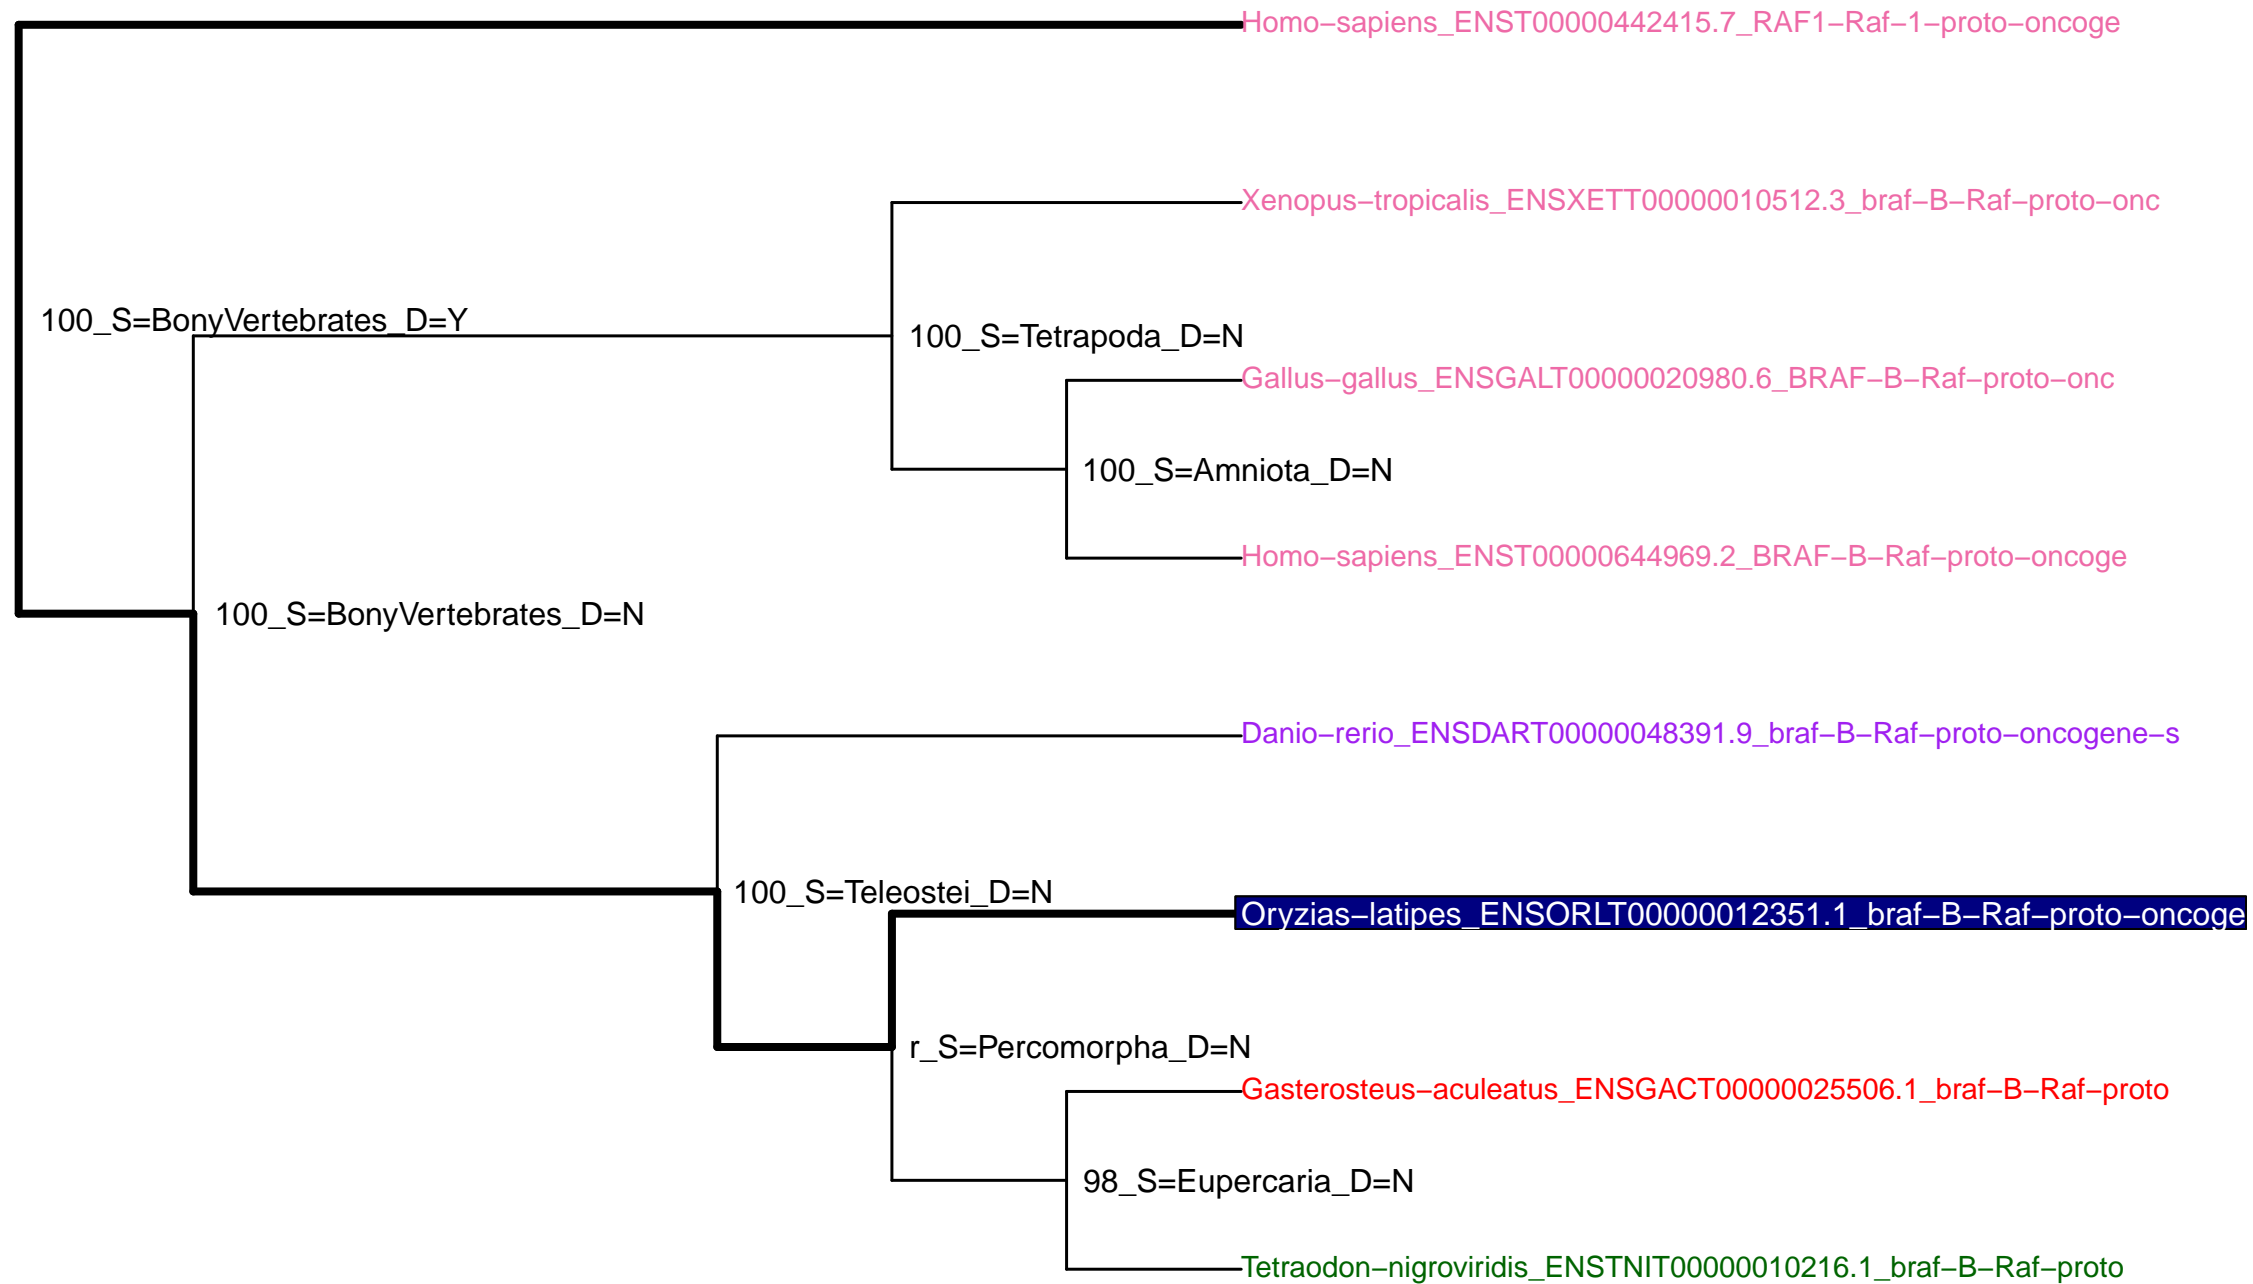 Homo−sapiens_ENST00000442415.7_RAF1−Raf−1−proto−oncoge
Xenopus−tropicalis_ENSXETT00000010512.3_braf−B−Raf−proto−onc
100_S=BonyVertebrates_D=Y
100_S=Tetrapoda_D=N
Gallus−gallus_ENSGALT00000020980.6_BRAF−B−Raf−proto−onc
100_S=Amniota_D=N
Homo−sapiens_ENST00000644969.2_BRAF−B−Raf−proto−oncoge
100_S=BonyVertebrates_D=N
Danio−rerio_ENSDART00000048391.9_braf−B−Raf−proto−oncogene−s
100_S=Teleostei_D=N
Oryzias−latipes_ENSORLT00000012351.1_braf−B−Raf−proto−oncoge
r_S=Percomorpha_D=N
Gasterosteus−aculeatus_ENSGACT00000025506.1_braf−B−Raf−proto
98_S=Eupercaria_D=N
Tetraodon−nigroviridis_ENSTNIT00000010216.1_braf−B−Raf−proto